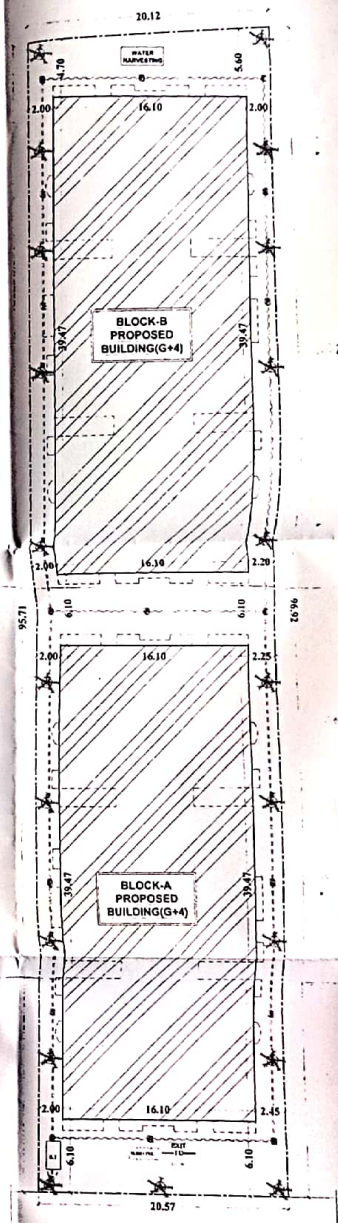 20.12
WATER
HARVESTING
4.70
5.60
2.00
16.10
2.00
BLOCK-B
PROPOSED
BUILDING(G+4)
39.47
39.47
2.00
16.10
2.20
6.10
6.10
95.71
96.92
2.00
16.10
2.25
BLOCK-A
PROPOSED
BUILDING(G+4)
39.47
39.47
2.00
16.10
2.45
6.10
EXIT
6.10
20.57